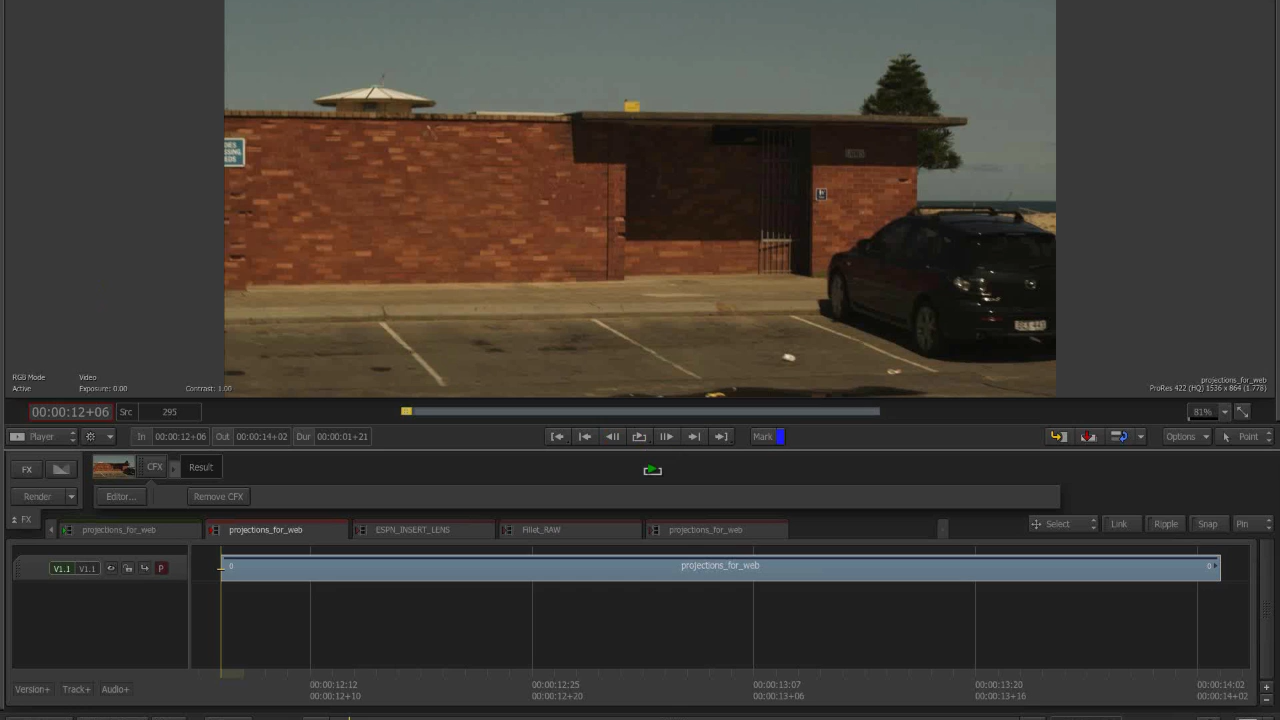 RGB Mode
Video
Active
Exposure: 0.00
Contrast: 1.00
projections_for_web
ProRes 422 (HQ) 1536 x 864 (1.778)
00:00:12+06
Src
295
81%
Player
In
00:00:12+06
Out
00:00:14+02
Dur
00:00:01+21
Mark
Options
Point
FX
CFX
Result
Render
Editor...
Remove CFX
FX
projections_for_web
projections_for_web
ESPN_INSERT_LENS
Fillet_RAW
projections_for_web
Select
Link
Ripple
Snap
Pin
V1.1
V1.1
P
0
projections_for_web
0
Version+
Track+
Audio+
00:00:12:12
00:00:12+10
00:00:12:25
00:00:12+20
00:00:13:07
00:00:13+06
00:00:13:20
00:00:13+16
00:00:14:02
00:00:14+02